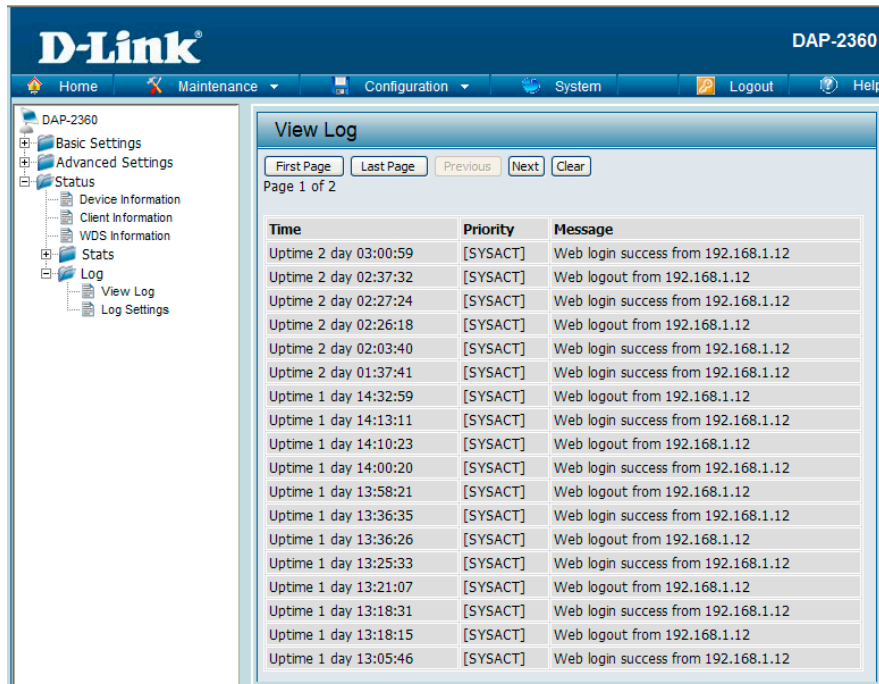 D-Link®
DAP-2360
Home Maintenance Configuration System Logout Help
DAP-2360
Basic Settings
Advanced Settings
Status
Device Information
Client Information
WDS Information
Stats
Log
View Log
Log Settings
View Log
First Page Last Page Previous Next Clear
Page 1 of 2
Time Priority Message
Uptime 2 day 03:00:59 [SYSACT] Web login success from 192.168.1.12
Uptime 2 day 02:37:32 [SYSACT] Web logout from 192.168.1.12
Uptime 2 day 02:27:24 [SYSACT] Web login success from 192.168.1.12
Uptime 2 day 02:26:18 [SYSACT] Web logout from 192.168.1.12
Uptime 2 day 02:03:40 [SYSACT] Web login success from 192.168.1.12
Uptime 2 day 01:37:41 [SYSACT] Web login success from 192.168.1.12
Uptime 1 day 14:32:59 [SYSACT] Web logout from 192.168.1.12
Uptime 1 day 14:13:11 [SYSACT] Web login success from 192.168.1.12
Uptime 1 day 14:10:23 [SYSACT] Web logout from 192.168.1.12
Uptime 1 day 14:00:20 [SYSACT] Web login success from 192.168.1.12
Uptime 1 day 13:58:21 [SYSACT] Web logout from 192.168.1.12
Uptime 1 day 13:36:35 [SYSACT] Web login success from 192.168.1.12
Uptime 1 day 13:36:26 [SYSACT] Web logout from 192.168.1.12
Uptime 1 day 13:25:33 [SYSACT] Web login success from 192.168.1.12
Uptime 1 day 13:21:07 [SYSACT] Web logout from 192.168.1.12
Uptime 1 day 13:18:31 [SYSACT] Web login success from 192.168.1.12
Uptime 1 day 13:18:15 [SYSACT] Web logout from 192.168.1.12
Uptime 1 day 13:05:46 [SYSACT] Web login success from 192.168.1.12